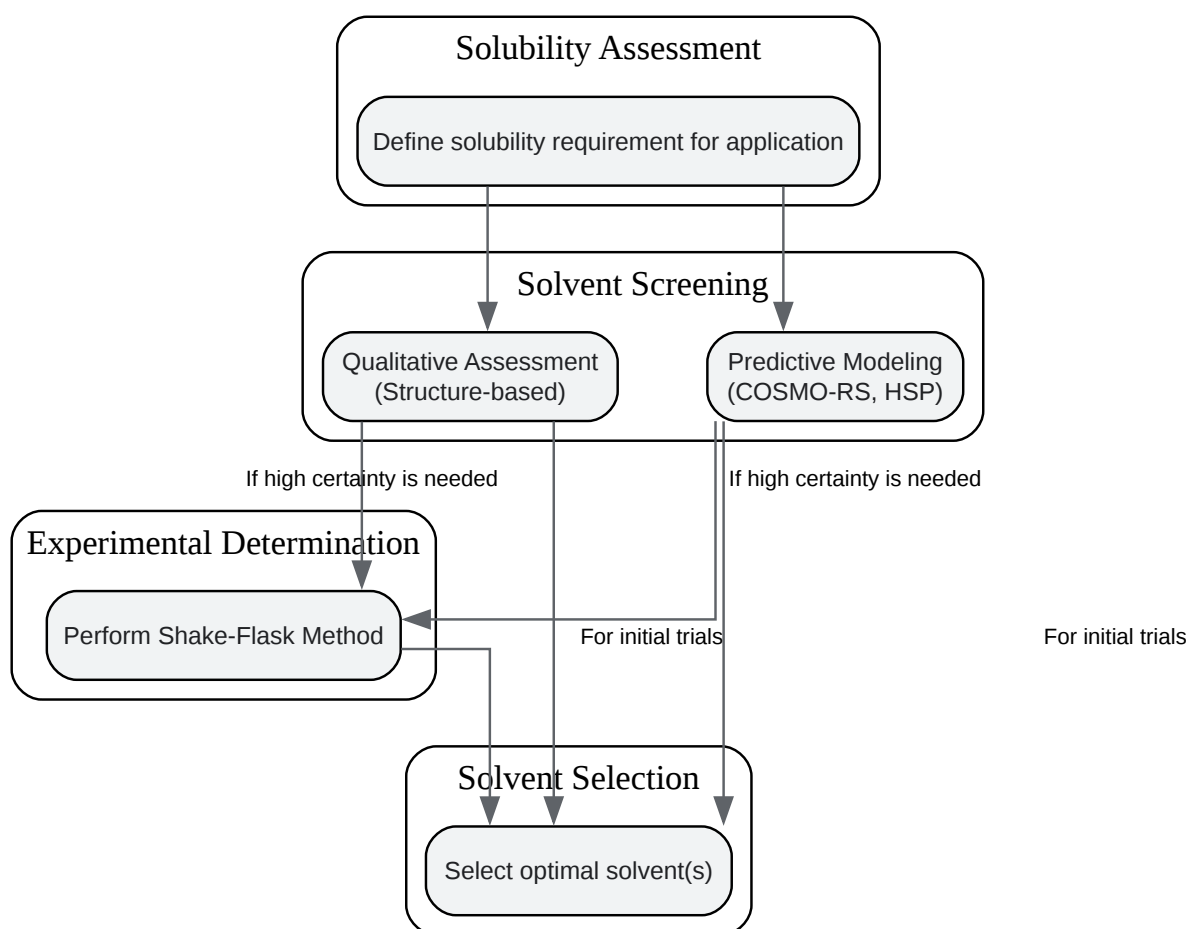 Solubility Assessment
Define solubility requirement for application
Solvent Screening
Qualitative Assessment
(Structure-based)
Predictive Modeling
(COSMO-RS, HSP)
If high certainty is needed
If high certainty is needed
Experimental Determination
Perform Shake-Flask Method
For initial trials
For initial trials
Solvent Selection
Select optimal solvent(s)